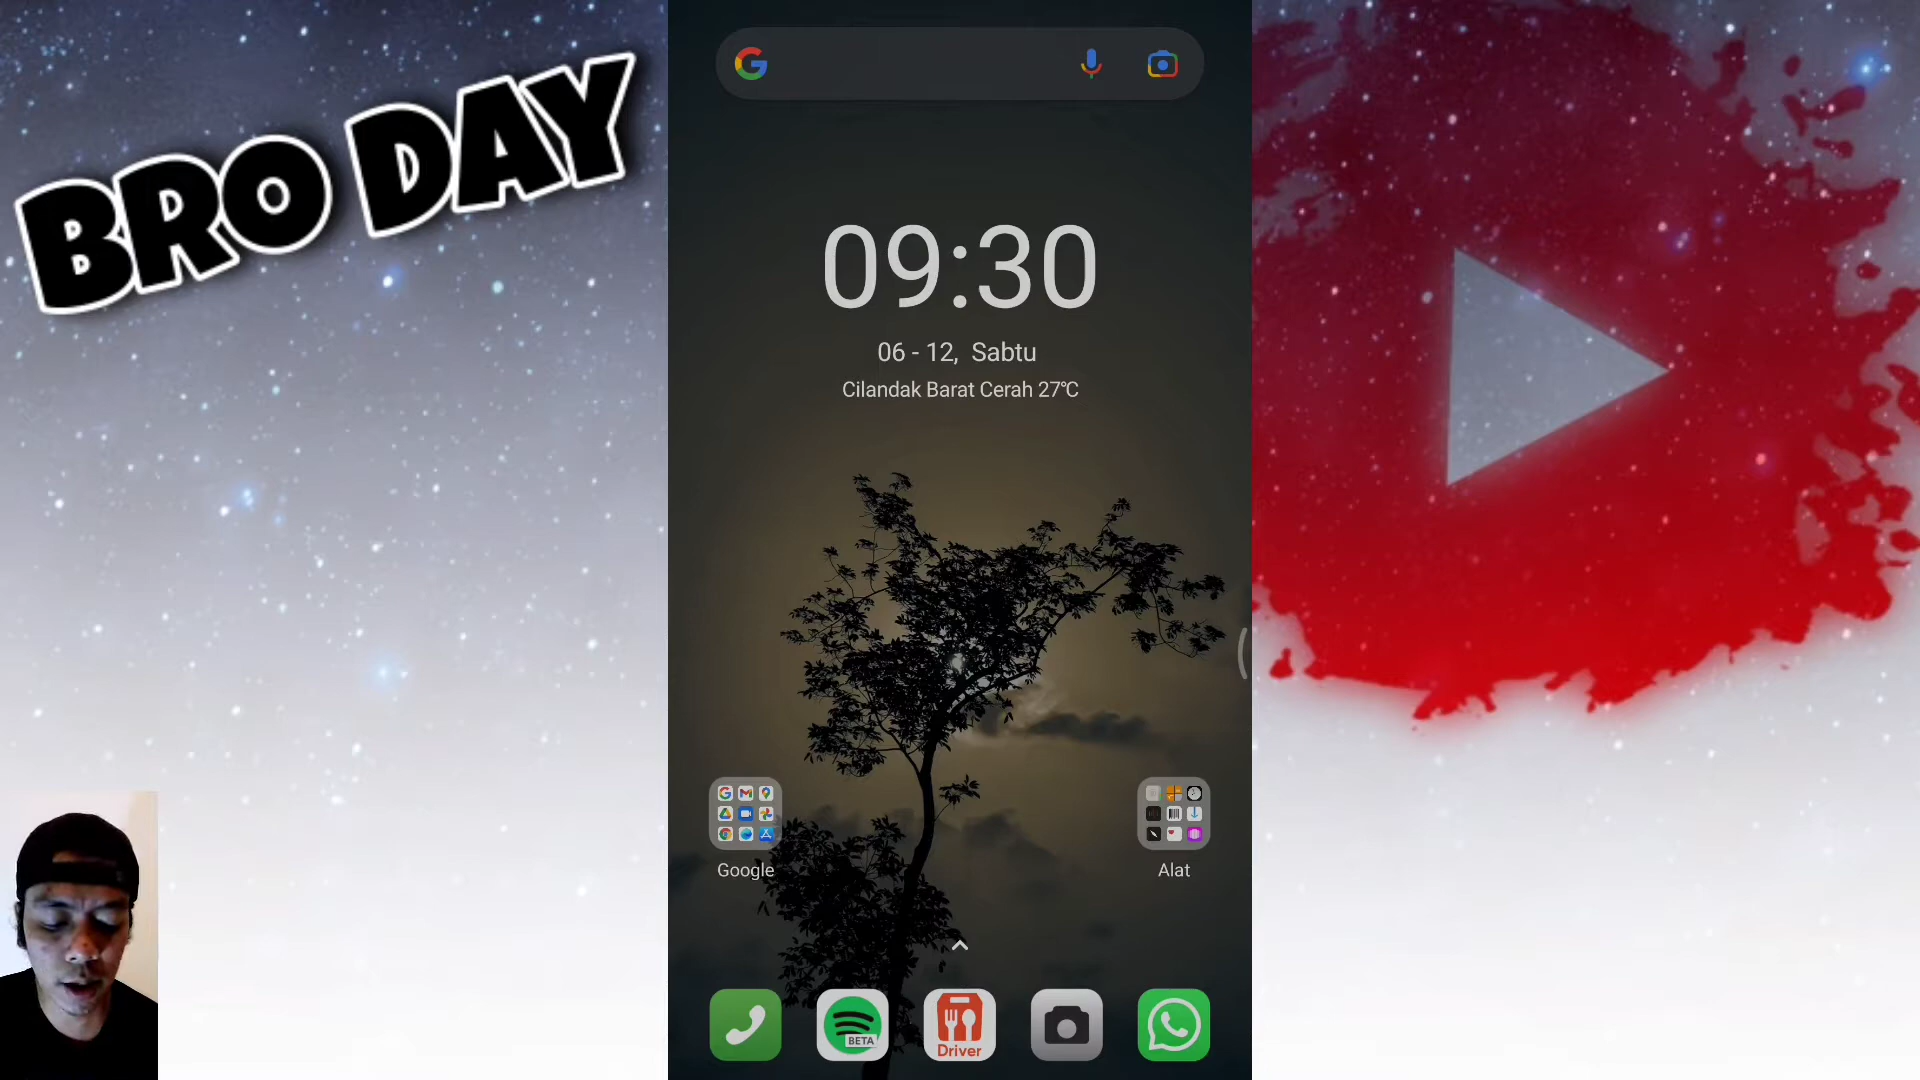 BRO DAY
09:30
06 - 12, Sabtu
Cilandak Barat Cerah 27°C
Google
Alat
BETA
Driver